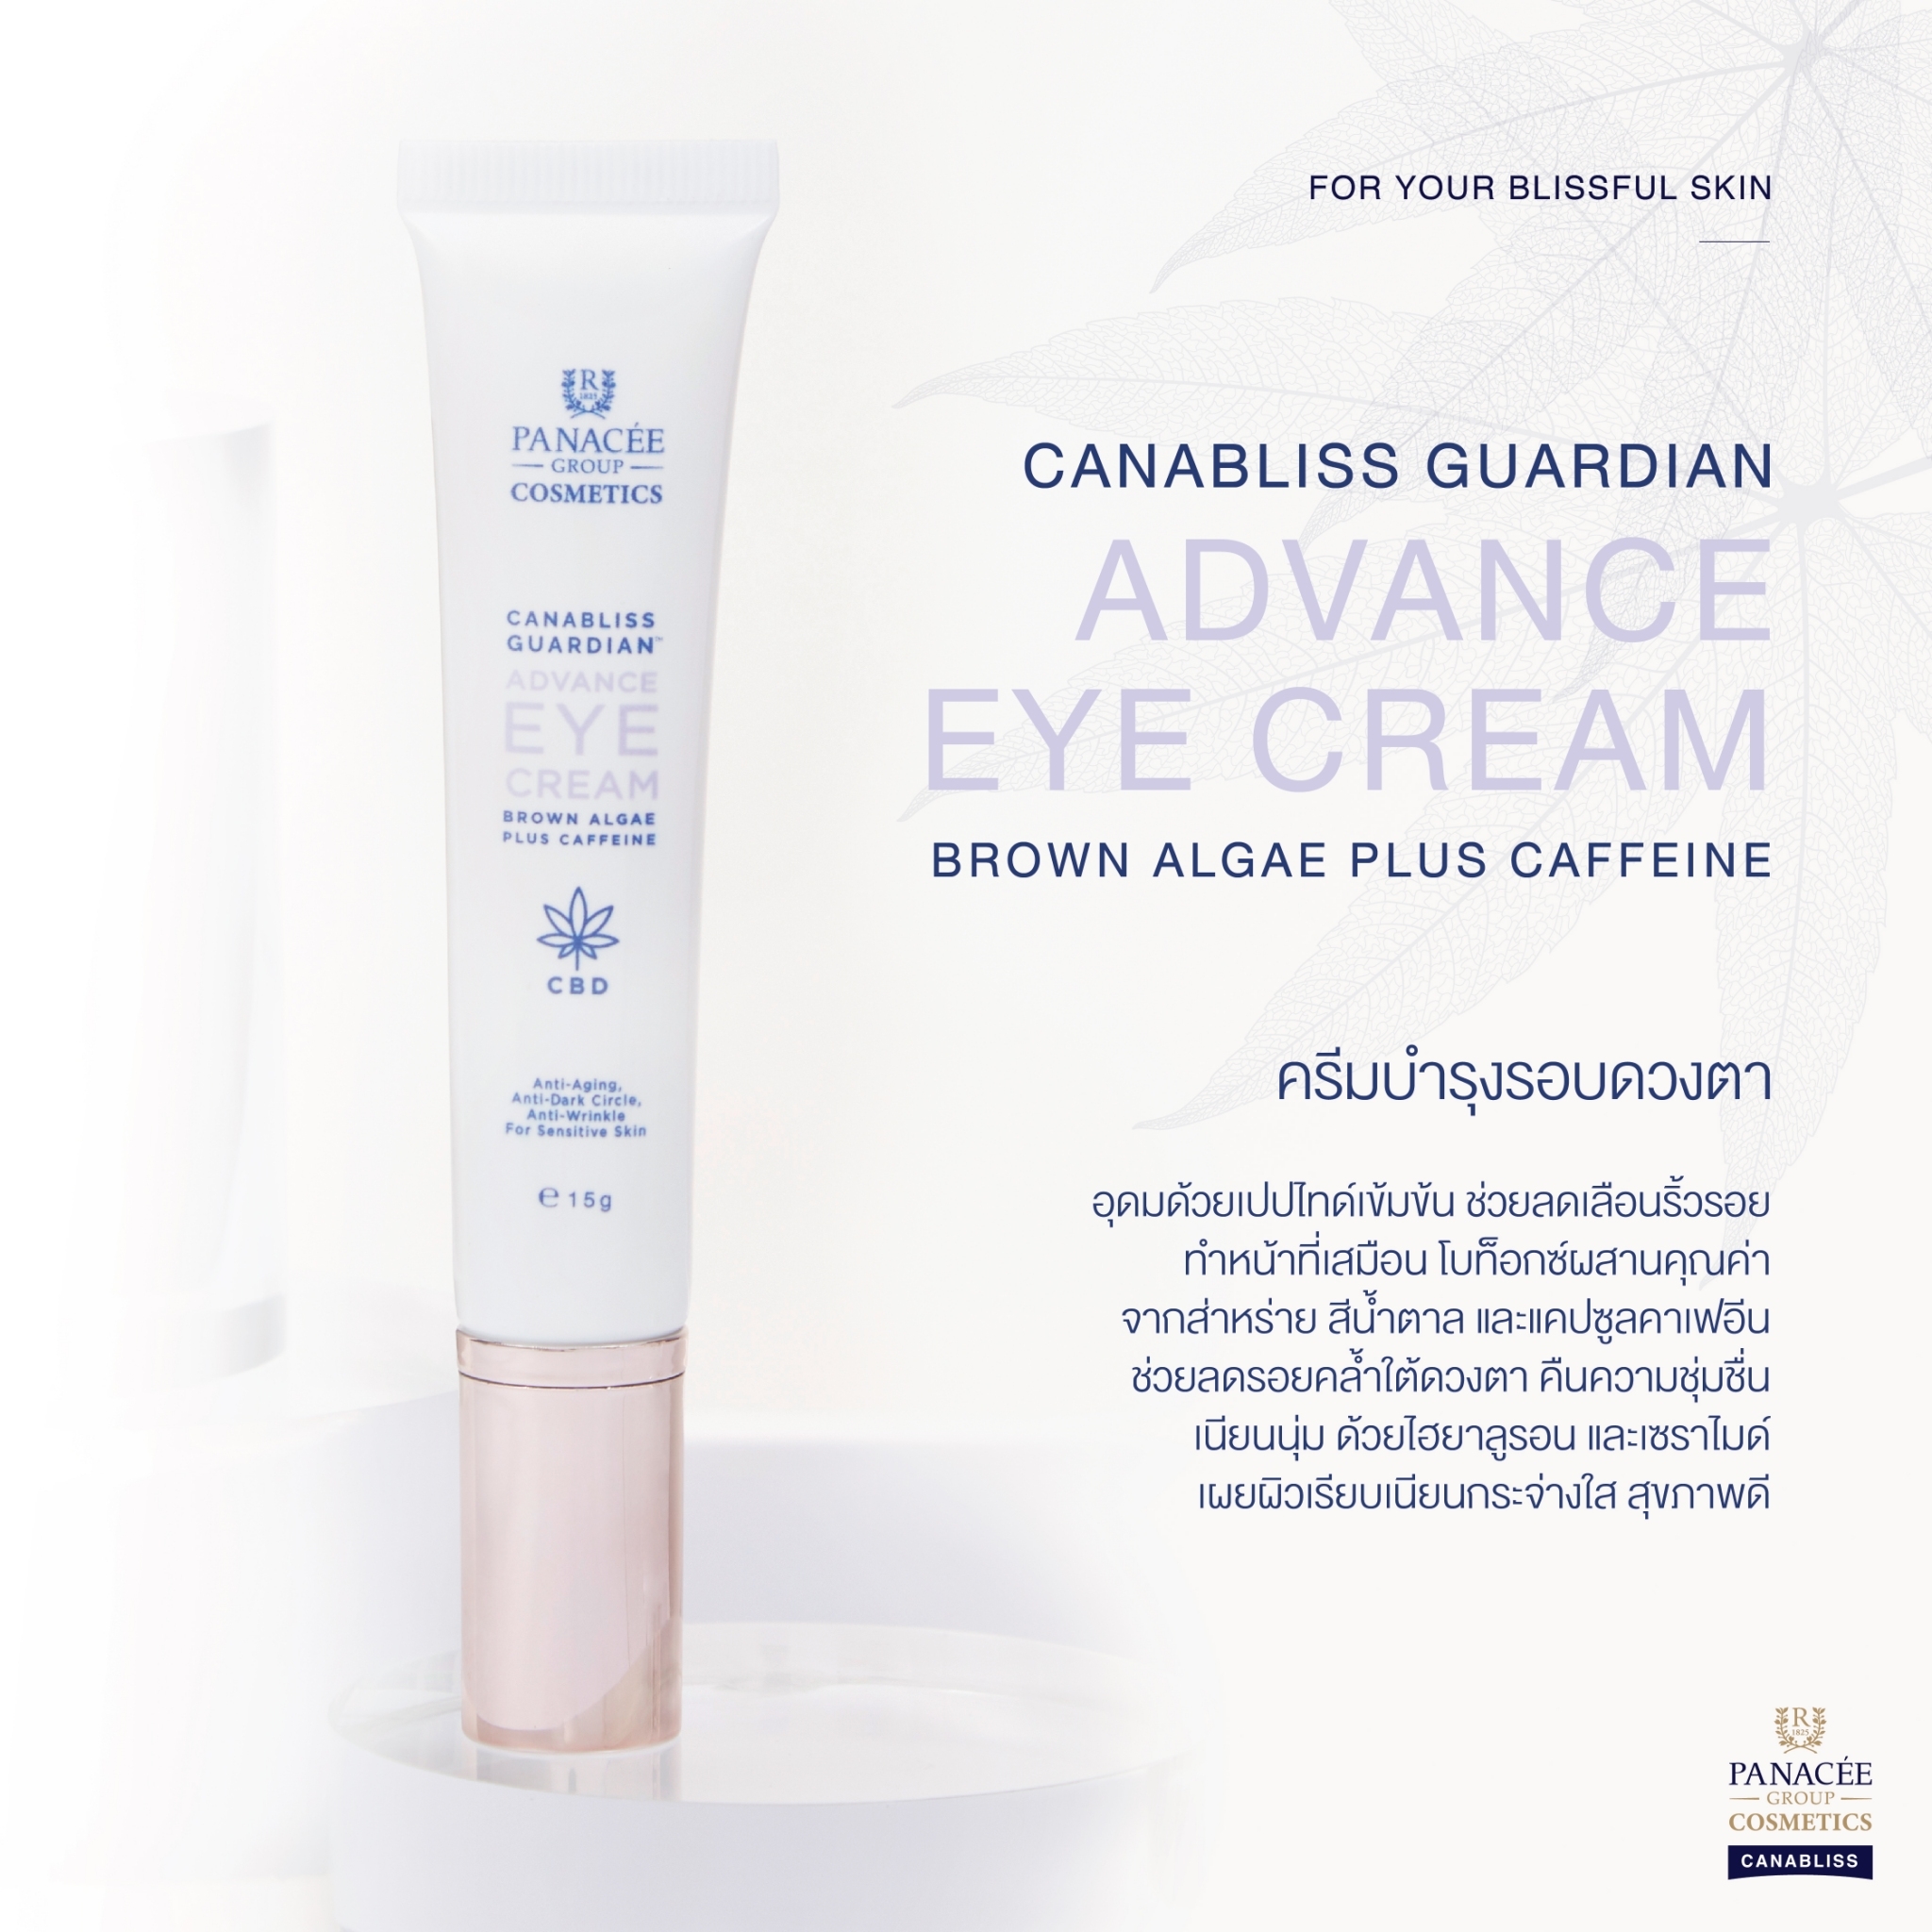 R
1825
PANACÉE
GROUP
COSMETICS
CANABLISS
GUARDIAN™
ADVANCE
EYE
CREAM
BROWN ALGAE
PLUS CAFFEINE
CBD
Anti-Aging,
Anti-Dark Circle,
Anti-Wrinkle
For Sensitive Skin
℮ 15g
FOR YOUR BLISSFUL SKIN
CANABLISS GUARDIAN
ADVANCE
EYE CREAM
BROWN ALGAE PLUS CAFFEINE
ครีมบำรุงรอบดวงตา
อุดมด้วยเปปไทด์เข้มข้น ช่วยลดเลือนริ้วรอย
ทำหน้าที่เสมือน โบท็อกซ์ผสานคุณค่า
จากสำหร่าย สีน้ำตาล และแคปซูลคาเฟอีน
ช่วยลดรอยคล้ำใต้ดวงตา คืนความชุ่มชื่น
เนียนนุ่ม ด้วยไฮยาลูรอน และเซราไมด์
เผยผิวเรียบเนียนกระจ่างใส สุขภาพดี
R
1825
PANACÉE
GROUP
COSMETICS
CANABLISS